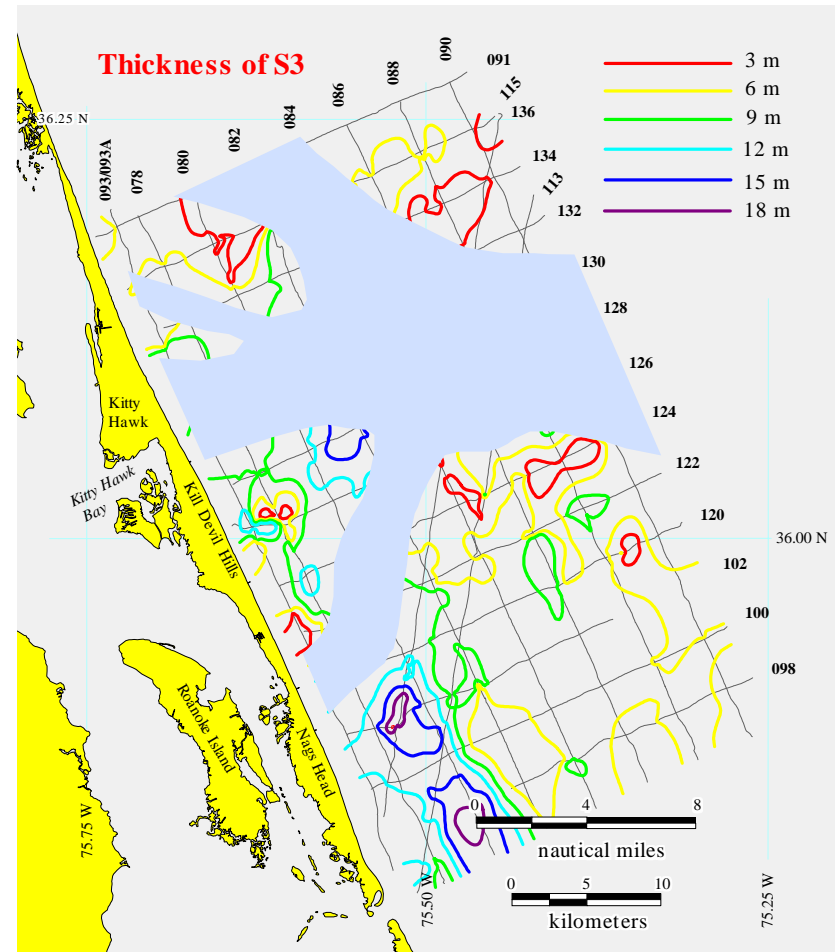 Thickness of S3
3 m
6 m
9 m
12 m
15 m
18 m
090
091
088
115
086
136
084
134
082
113
080
132
078
093/093A
130
128
126
124
122
120
102
100
098
36.25 N
36.00 N
75.75 W
75.50 W
75.25 W
Kitty
Hawk
Kitty Hawk
Bay
Kill Devil Hills
Roanoke Island
Nags Head
0 4 8
nautical miles
0 5 10
kilometers